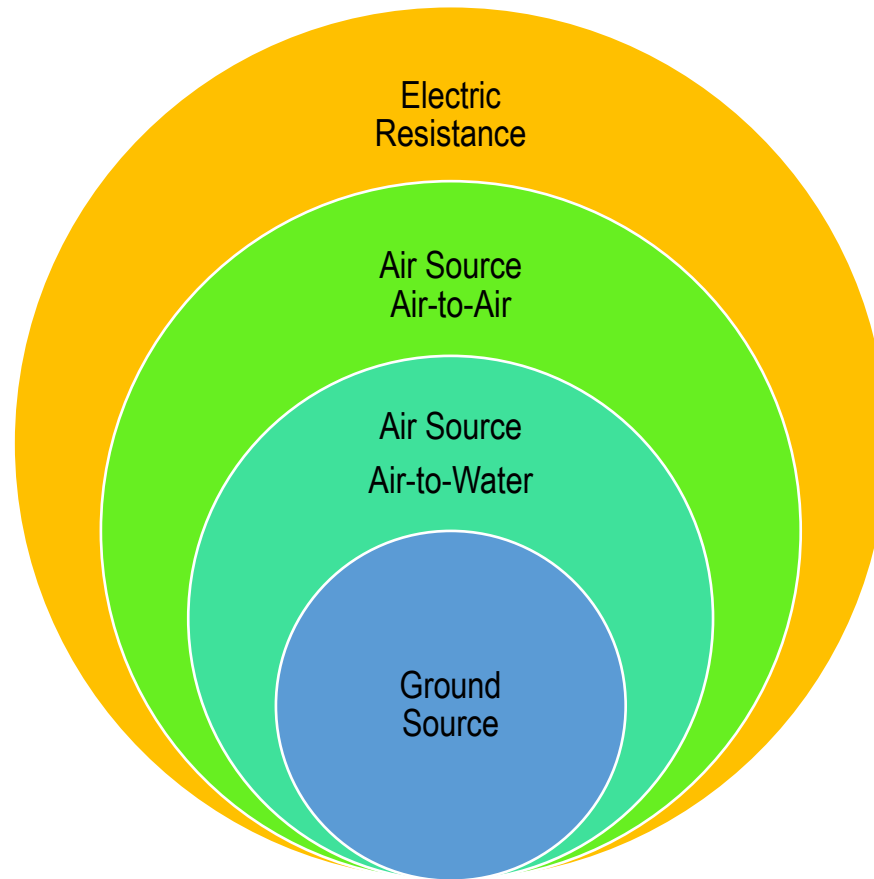 Electric
Resistance
Air Source
Air-to-Air
Air Source
Air-to-Water
Ground
Source